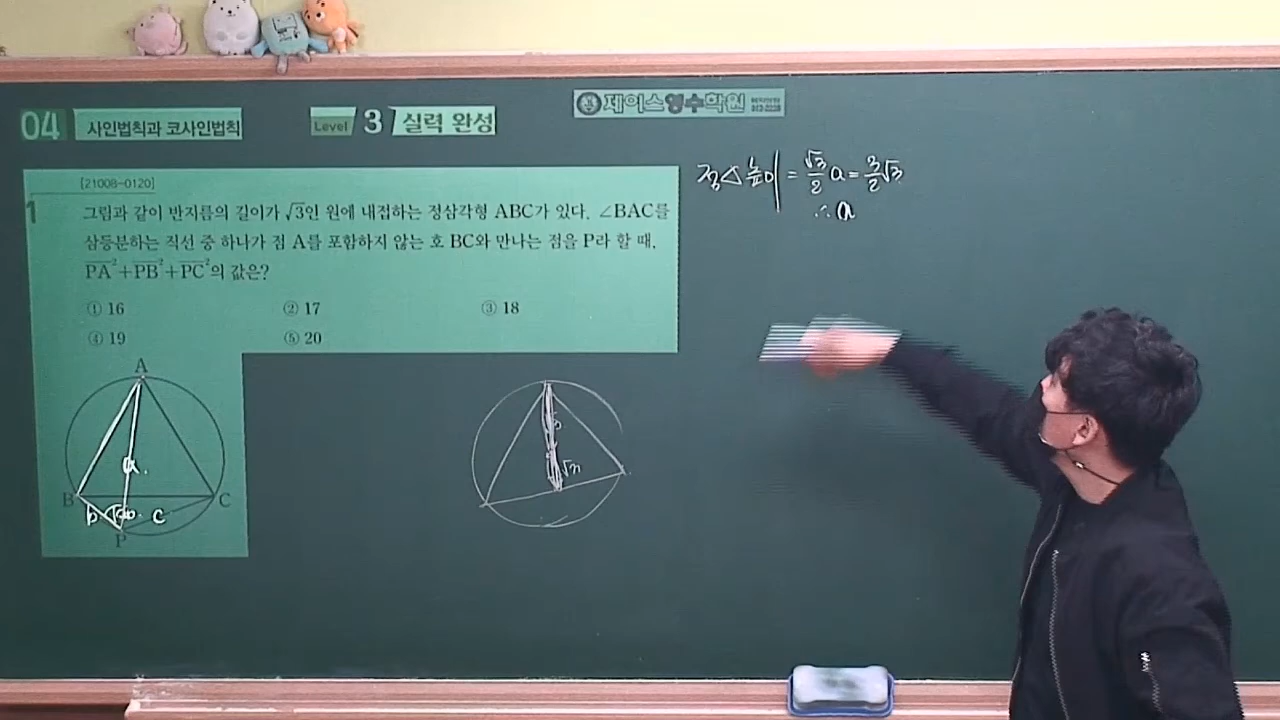 04 사인법칙과 코사인법칙 Level 3 실력 완성
제이스영수학원
[21008-0120]
1 그림과 같이 반지름의 길이가 √3인 원에 내접하는 정삼각형 ABC가 있다. ∠BAC를
삼등분하는 직선 중 하나가 점 A를 포함하지 않는 호 BC와 만나는 점을 P라 할 때,
PA²+PB²+PC²의 값은?
① 16 ② 17 ③ 18
④ 19 ⑤ 20
A
B
C
P
a.
b
c
정△ 높이 = √3/2 a = 3/2 √3
∴ a